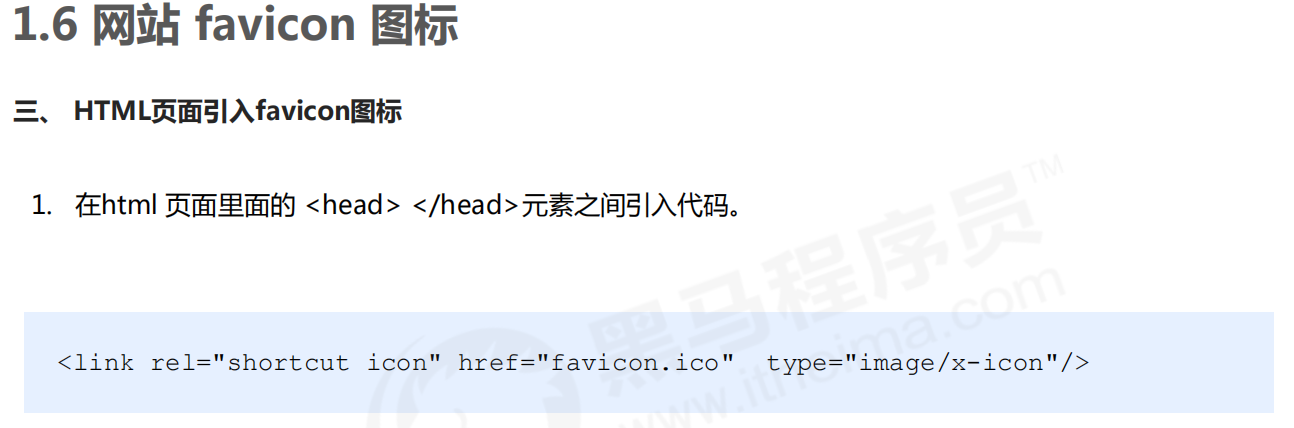 1.6 网站 favicon 图标
三、 HTML页面引入favicon图标
1. 在html 页面里面的 <head> </head>元素之间引入代码。
<link rel="shortcut icon" href="favicon.ico"  type="image/x-icon"/>
黑马程序员™
www.itheima.com